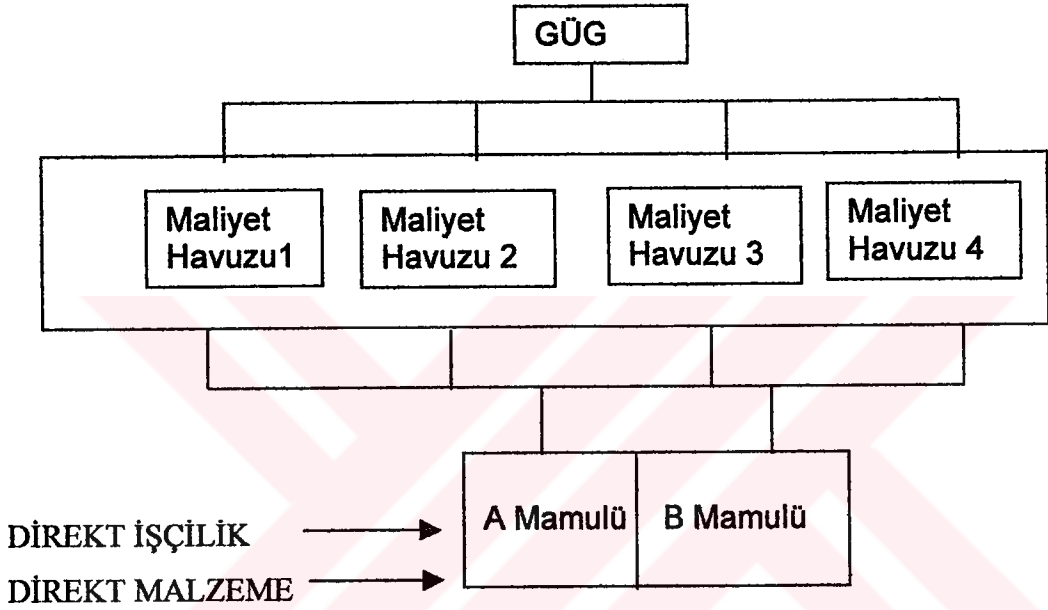 GÜG
Maliyet
Havuzu1
Maliyet
Havuzu 2
Maliyet
Havuzu 3
Maliyet
Havuzu 4
A Mamulü
B Mamulü
DİREKT İŞÇİLİK
DİREKT MALZEME